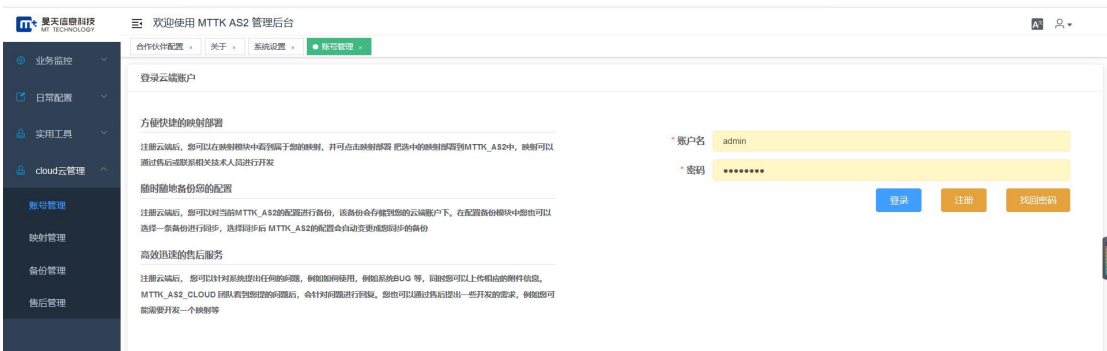 昊天信息科技
MT TECHNOLOGY
欢迎使用 MTTK AS2 管理后台
合作伙伴配置 × 关于 × 系统设置 × 账号管理 ×
业务监控
日常配置
实用工具
cloud云管理
账号管理
映射管理
备份管理
售后管理
登录云端账户
方便快捷的映射部署
注册云端后，您可以在映射模块中看到属于您的映射，并可点击映射部署 把选中的映射部署到MTTK_AS2中，映射可以
通过售后或联系相关技术人员进行开发
随时随地备份您的配置
注册云端后，您可以对当前MTTK_AS2的配置进行备份，该备份会存储到您的云端账户下。在配置备份模块中您也可以
选择一条备份进行同步，选择同步后 MTTK_AS2的配置会自动变更成您同步的备份
高效迅速的售后服务
注册云端后， 您可以针对系统提出任何的问题，例如如何使用，例如系统BUG 等，同时您可以上传相应的附件信息。
MTTK_AS2_CLOUD 团队看到您提的问题后，会针对问题进行回复。您也可以通过售后提出一些开发的需求，例如您可
能需要开发一个映射等
* 账户名 admin
* 密码 ••••••••
登录 注册 找回密码